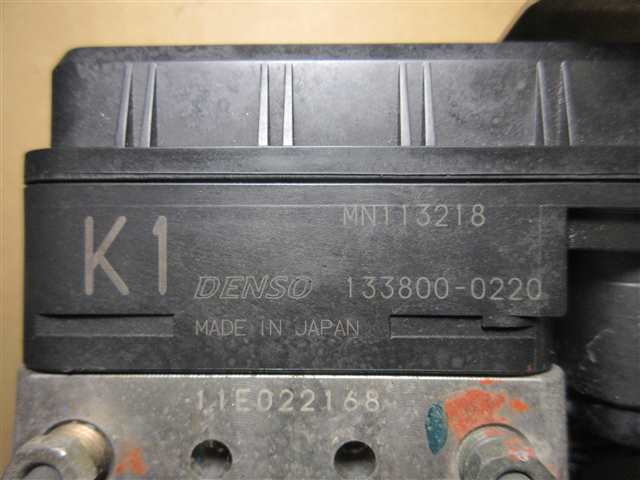 MN113218
K1
DENSO 133800-0220
MADE IN JAPAN
11E022168